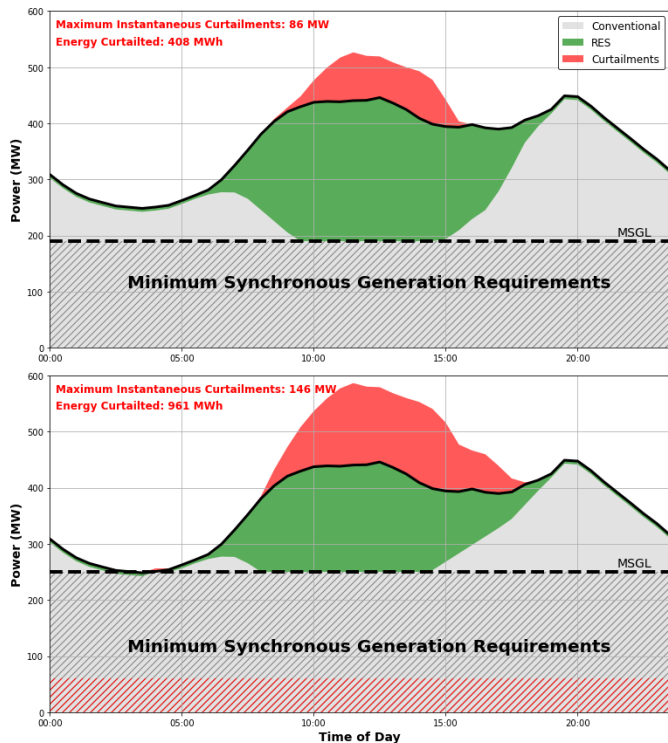 Maximum Instantaneous Curtailments: 86 MW
Energy Curtailted: 408 MWh
Conventional
RES
Curtailments
600
500
400
300
200
100
0
Power (MW)
MSGL
Minimum Synchronous Generation Requirements
00:00 05:00 10:00 15:00 20:00
Maximum Instantaneous Curtailments: 146 MW
Energy Curtailted: 961 MWh
600
500
400
300
200
100
0
Power (MW)
MSGL
Minimum Synchronous Generation Requirements
00:00 05:00 10:00 15:00 20:00
Time of Day